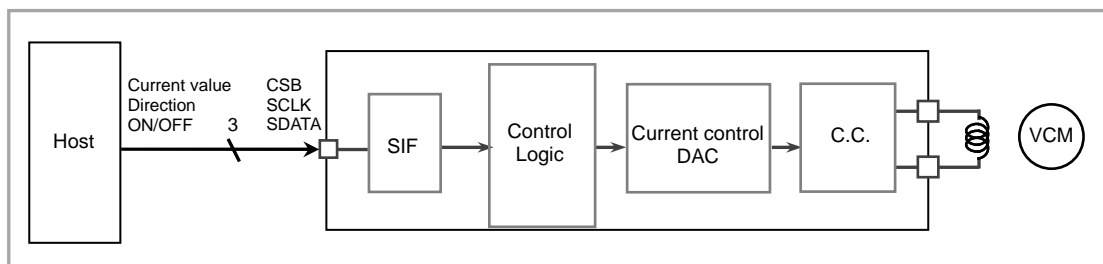 Host
Current value
Direction
ON/OFF
3
CSB
SCLK
SDATA
SIF
Control
Logic
Current control
DAC
C.C.
VCM